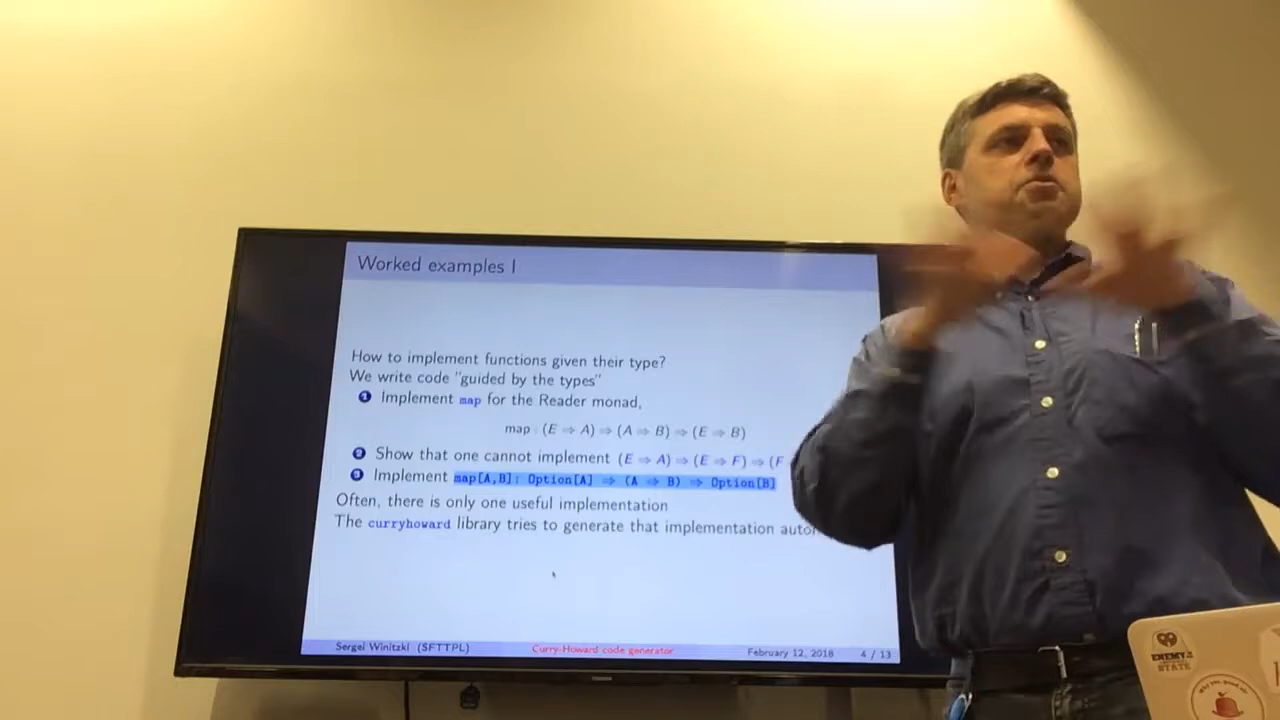 Worked examples I
How to implement functions given their type?
We write code "guided by the types"
1 Implement map for the Reader monad,
map : (E ⇒ A) ⇒ (A ⇒ B) ⇒ (E ⇒ B)
2 Show that one cannot implement (E ⇒ A) ⇒ (E ⇒ F) ⇒ (F
3 Implement map[A,B]: Option[A] ⇒ (A ⇒ B) ⇒ Option[B]
Often, there is only one useful implementation
The curryhoward library tries to generate that implementation
Sergei Winitzki (SFTTPL) Curry-Howard code generator February 12, 2018 4 / 13
ENEMY
STATE